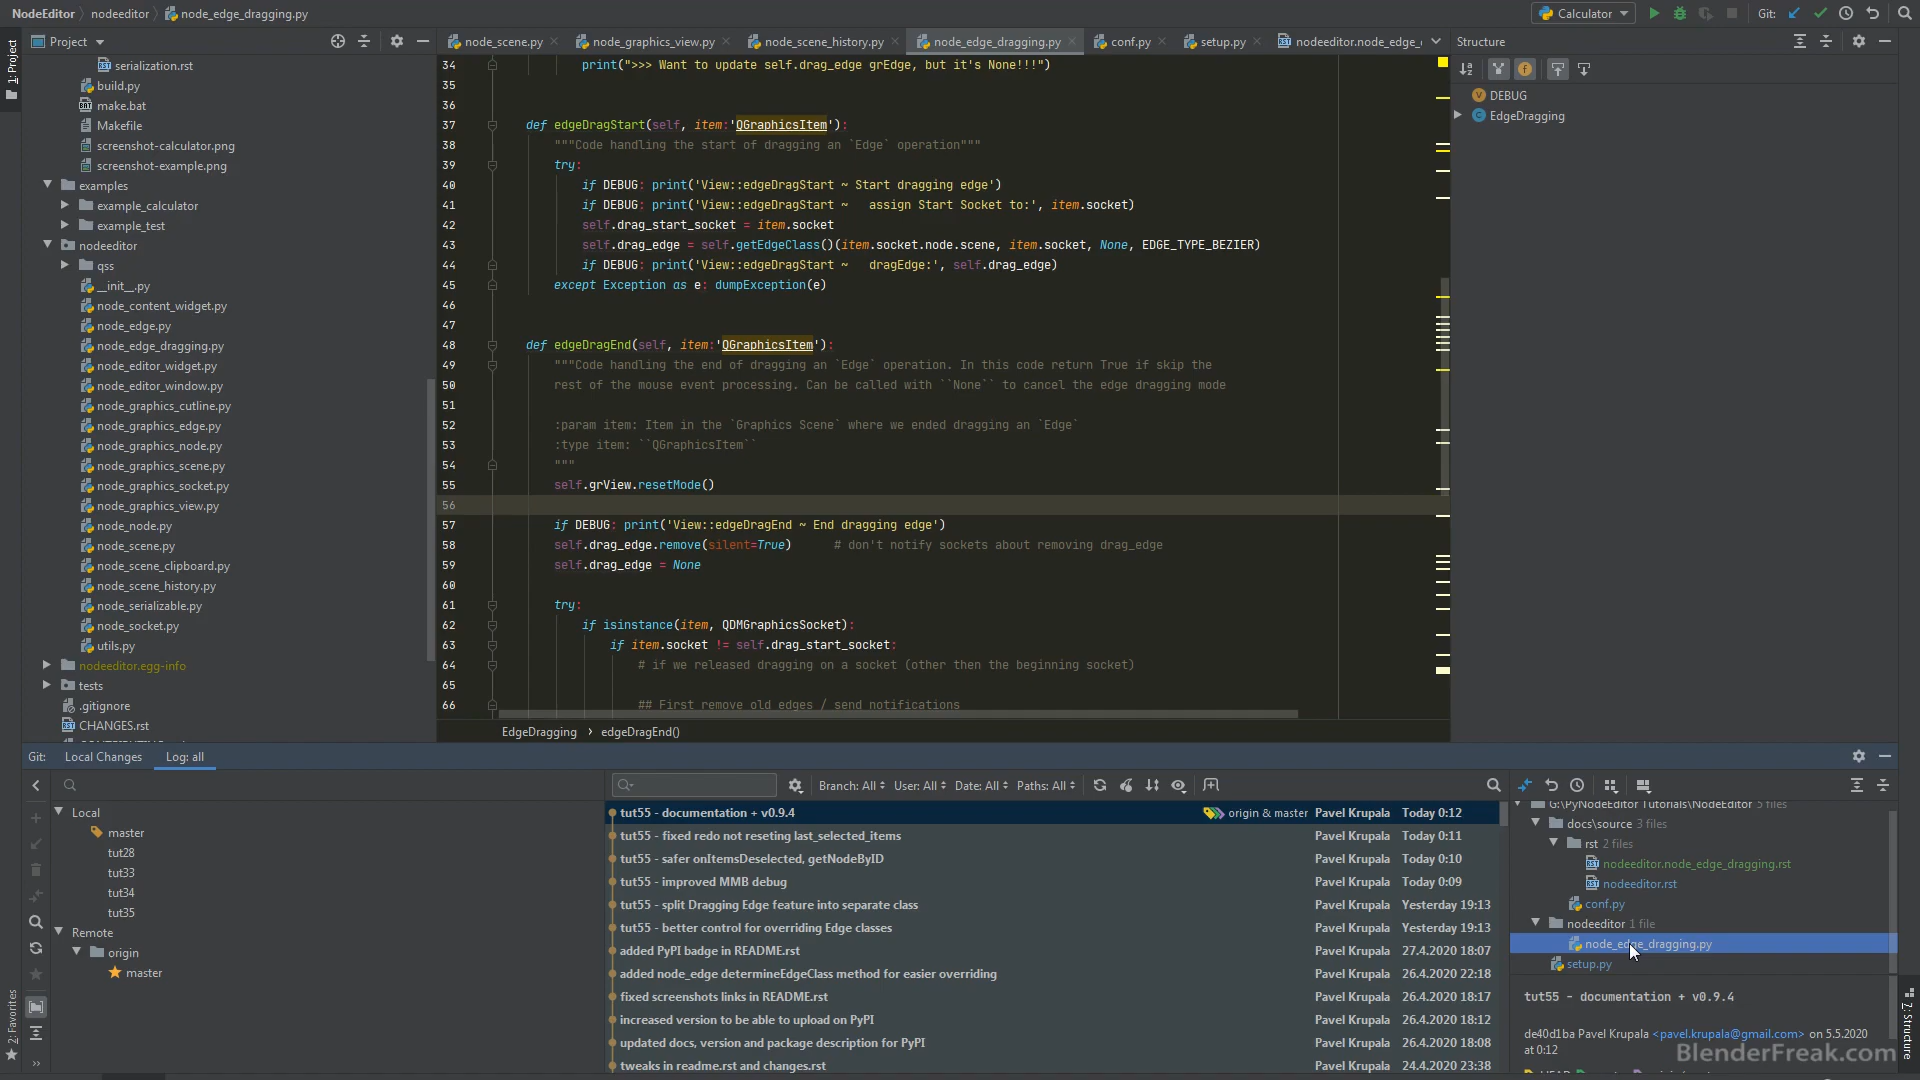 NodeEditor nodeeditor node_edge_dragging.py Calculator Git:
1: Project
Project
node_scene.py node_graphics_view.py node_scene_history.py node_edge_dragging.py conf.py setup.py nodeeditor.node_edge_
Structure
serialization.rst
build.py
make.bat
Makefile
screenshot-calculator.png
screenshot-example.png
examples
example_calculator
example_test
nodeeditor
qss
__init__.py
node_content_widget.py
node_edge.py
node_edge_dragging.py
node_editor_widget.py
node_editor_window.py
node_graphics_cutline.py
node_graphics_edge.py
node_graphics_node.py
node_graphics_scene.py
node_graphics_socket.py
node_graphics_view.py
node_node.py
node_scene.py
node_scene_clipboard.py
node_scene_history.py
node_serializable.py
node_socket.py
utils.py
nodeeditor.egg-info
tests
.gitignore
CHANGES.rst
34 print(">>> Want to update self.drag_edge grEdge, but it's None!!!")
35
36
37 def edgeDragStart(self, item:'QGraphicsItem'):
38 """Code handling the start of dragging an `Edge` operation"""
39 try:
40 if DEBUG: print('View::edgeDragStart ~ Start dragging edge')
41 if DEBUG: print('View::edgeDragStart ~   assign Start Socket to:', item.socket)
42 self.drag_start_socket = item.socket
43 self.drag_edge = self.getEdgeClass()(item.socket.node.scene, item.socket, None, EDGE_TYPE_BEZIER)
44 if DEBUG: print('View::edgeDragStart ~   dragEdge:', self.drag_edge)
45 except Exception as e: dumpException(e)
46
47
48 def edgeDragEnd(self, item:'QGraphicsItem'):
49 """Code handling the end of dragging an `Edge` operation. In this code return True if skip the
50 rest of the mouse event processing. Can be called with ``None`` to cancel the edge dragging mode
51
52 :param item: Item in the `Graphics Scene` where we ended dragging an `Edge`
53 :type item: ``QGraphicsItem``
54 """
55 self.grView.resetMode()
56
57 if DEBUG: print('View::edgeDragEnd ~ End dragging edge')
58 self.drag_edge.remove(silent=True)      # don't notify sockets about removing drag_edge
59 self.drag_edge = None
60
61 try:
62 if isinstance(item, QDMGraphicsSocket):
63 if item.socket != self.drag_start_socket:
64 # if we released dragging on a socket (other then the beginning socket)
65
66 ## First remove old edges / send notifications
EdgeDragging › edgeDragEnd()
DEBUG
EdgeDragging
Git: Local Changes Log: all
Local
master
tut28
tut33
tut34
tut35
Remote
origin
master
Branch: All User: All Date: All Paths: All
tut55 - documentation + v0.9.4 origin & master Pavel Krupala Today 0:12
tut55 - fixed redo not reseting last_selected_items Pavel Krupala Today 0:11
tut55 - safer onItemsDeselected, getNodeByID Pavel Krupala Today 0:10
tut55 - improved MMB debug Pavel Krupala Today 0:09
tut55 - split Dragging Edge feature into separate class Pavel Krupala Yesterday 19:13
tut55 - better control for overriding Edge classes Pavel Krupala Yesterday 19:13
added PyPI badge in README.rst Pavel Krupala 27.4.2020 18:07
added node_edge determineEdgeClass method for easier overriding Pavel Krupala 26.4.2020 22:18
fixed screenshots links in README.rst Pavel Krupala 26.4.2020 18:17
increased version to be able to upload on PyPI Pavel Krupala 26.4.2020 18:12
updated docs, version and package description for PyPI Pavel Krupala 26.4.2020 18:08
tweaks in readme.rst and changes.rst Pavel Krupala 24.4.2020 23:38
G:\PyNodeEditor Tutorials\NodeEditor 5 files
docs\source 3 files
rst 2 files
nodeeditor.node_edge_dragging.rst
nodeeditor.rst
conf.py
nodeeditor 1 file
node_edge_dragging.py
setup.py
tut55 - documentation + v0.9.4
de40d1ba Pavel Krupala <pavel.krupala@gmail.com> on 5.5.2020
at 0:12
2: Favorites
7: Structure
BlenderFreak.com